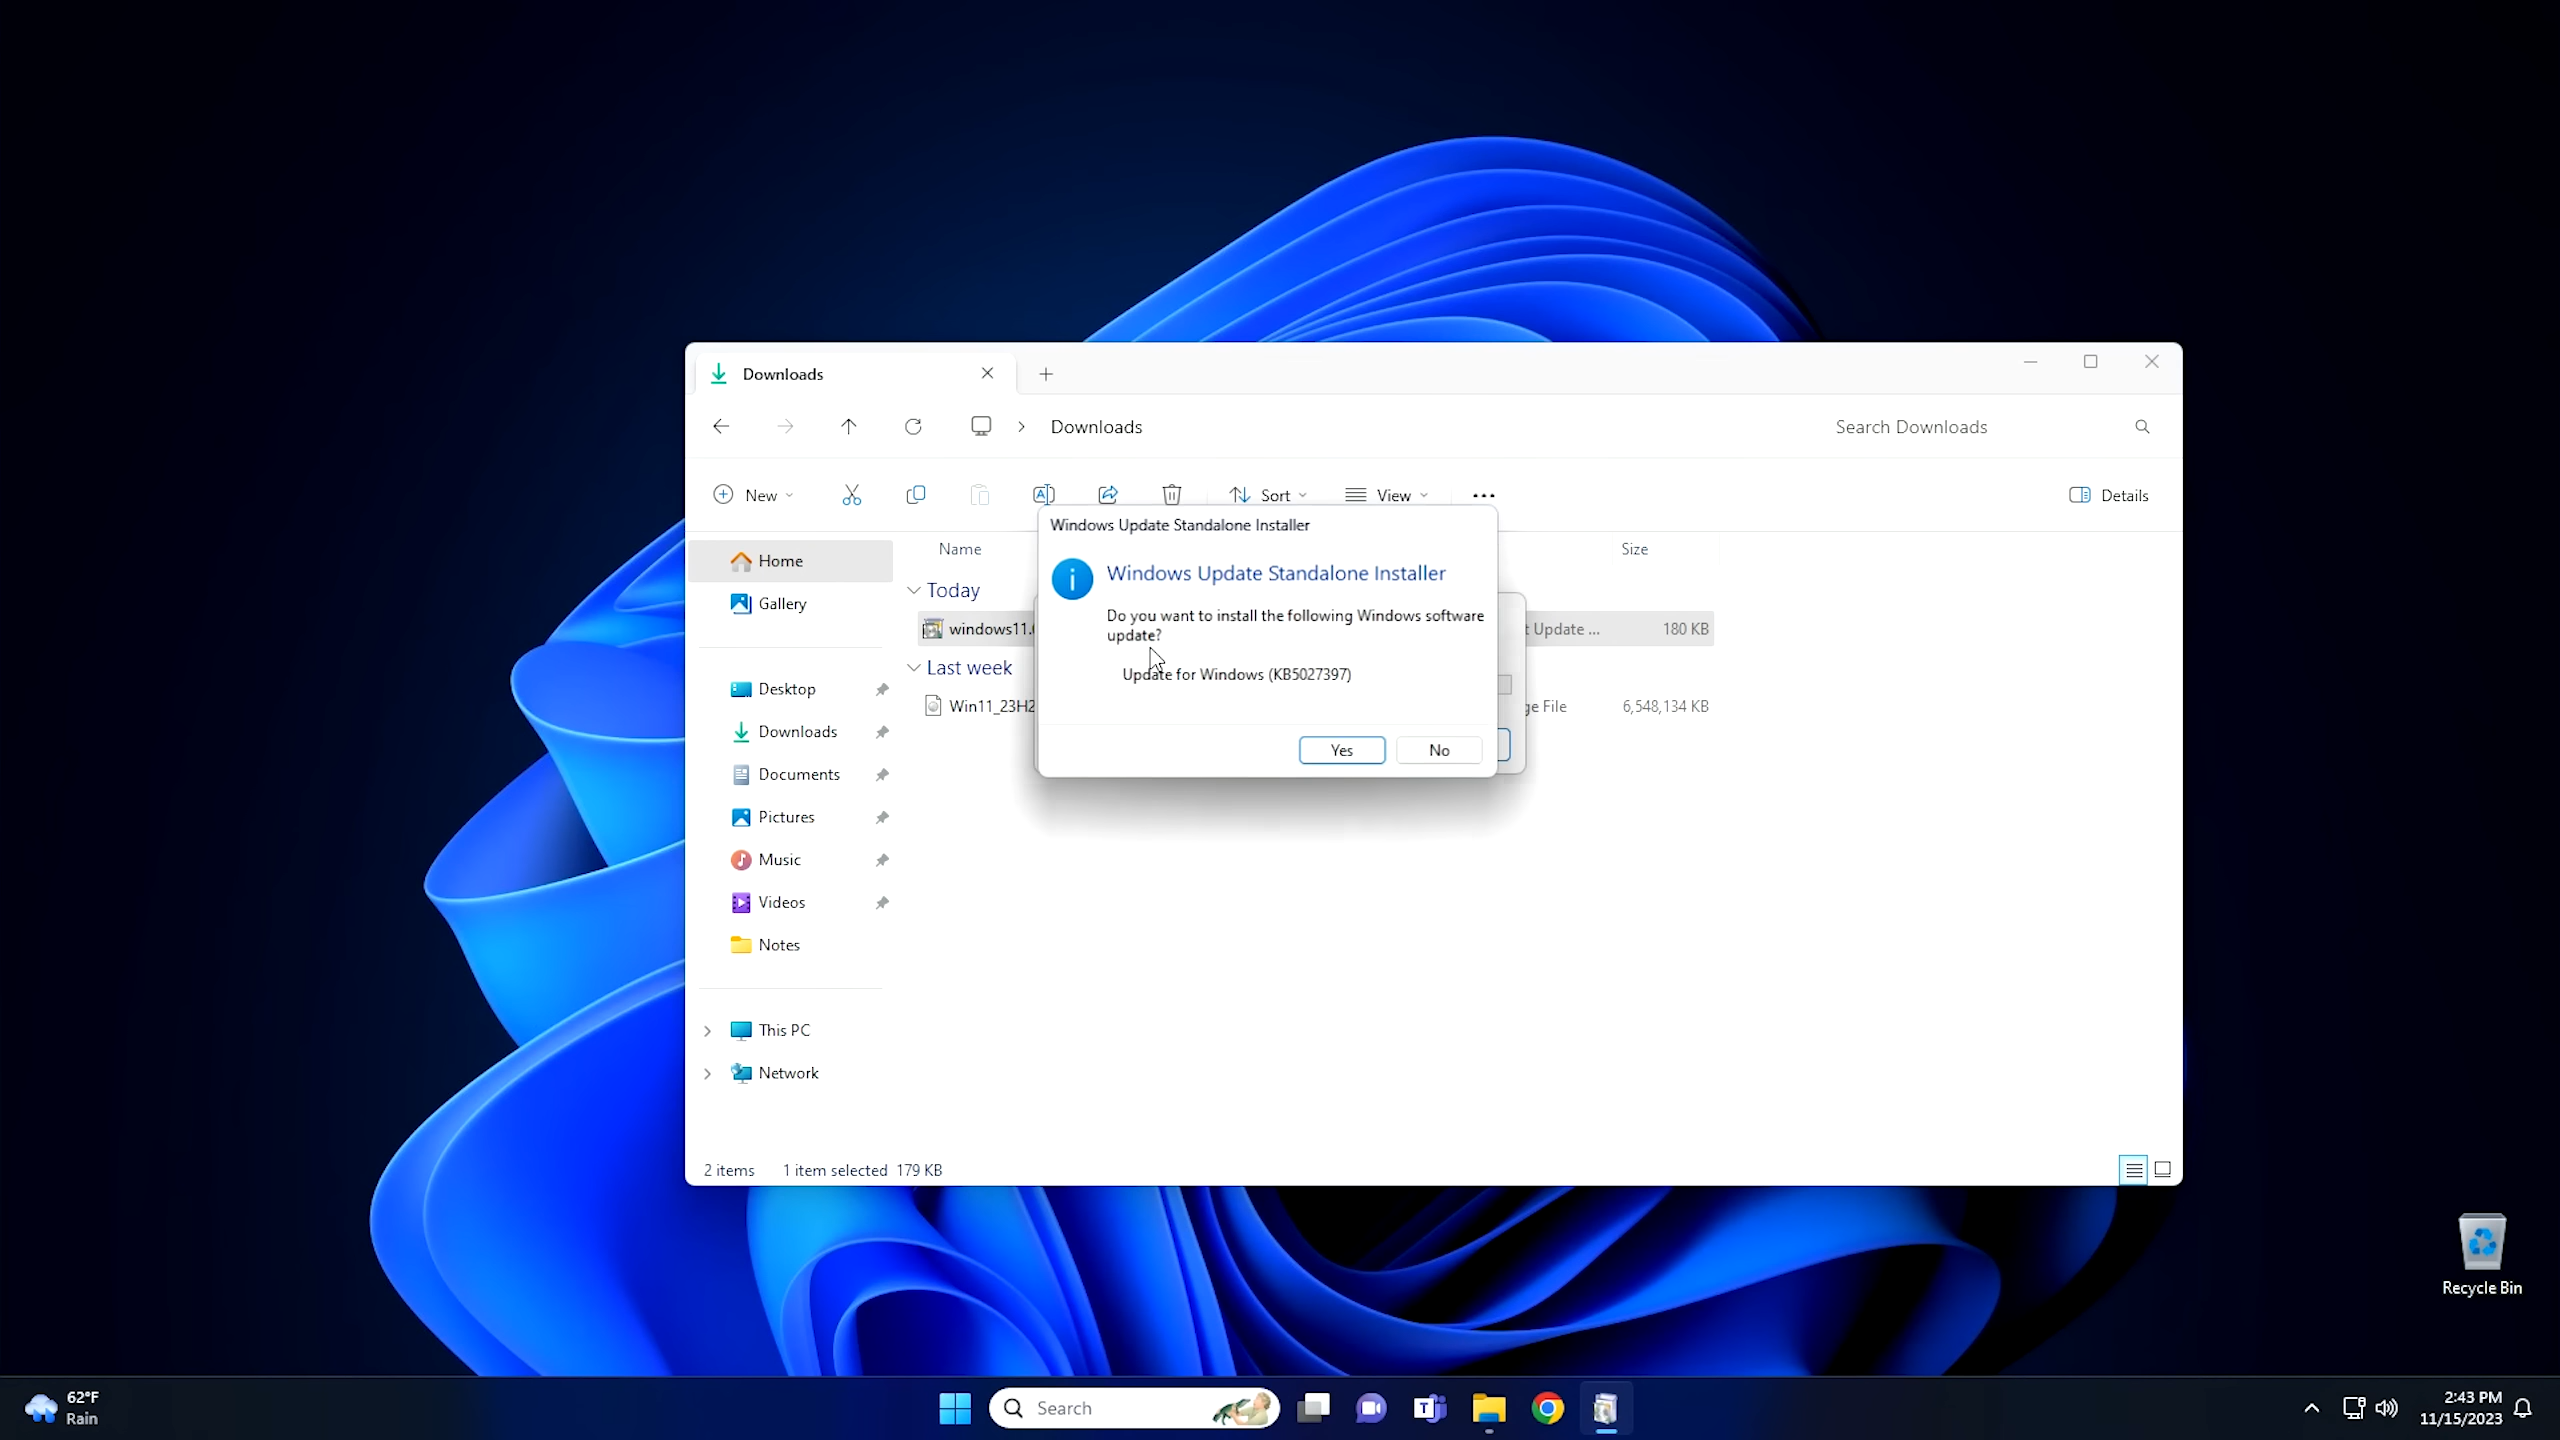 Downloads
Downloads
Search Downloads
New
Sort
View
Details
Windows Update Standalone Installer
Windows Update Standalone Installer
Do you want to install the following Windows software
update?
Update for Windows (KB5027397)
Yes
No
Name
Size
Today
windows11.
t Update ...
180 KB
Last week
Win11_23H2
ge File
6,548,134 KB
Home
Gallery
Desktop
Downloads
Documents
Pictures
Music
Videos
Notes
This PC
Network
2 items
1 item selected 179 KB
Recycle Bin
62°F
Rain
Search
T
2:43 PM
11/15/2023